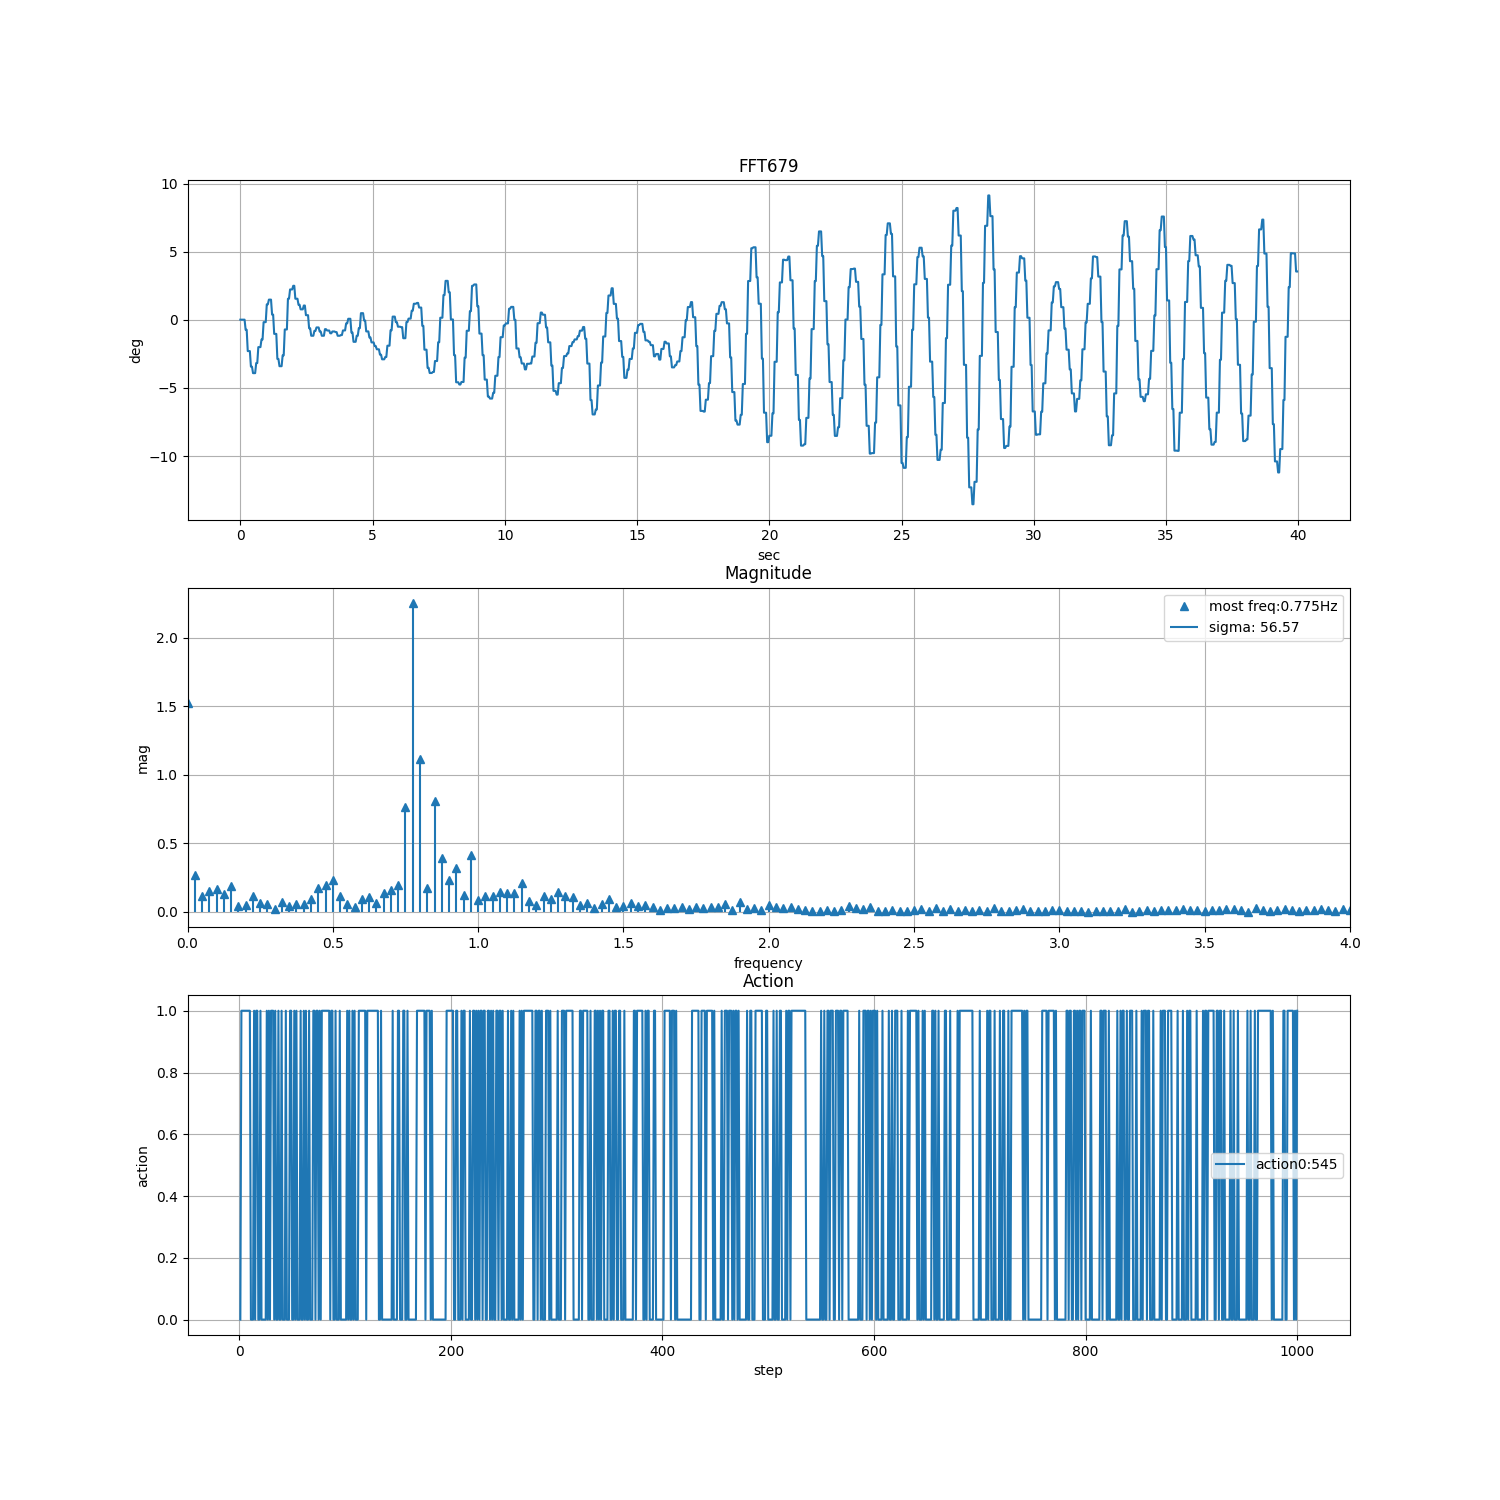 FFT679
10
5
0
−5
−10
deg
0 5 10 15 20 25 30 35 40
sec
Magnitude
most freq:0.775Hz
sigma: 56.57
2.0
1.5
1.0
0.5
0.0
mag
0.0 0.5 1.0 1.5 2.0 2.5 3.0 3.5 4.0
frequency
Action
1.0
0.8
0.6
0.4
0.2
0.0
action
action0:545
0 200 400 600 800 1000
step